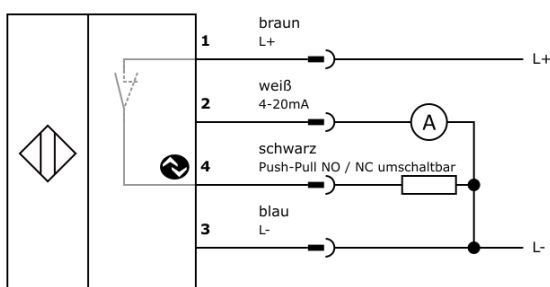 braun
1 L+ L+
weiß
2 4-20mA A
schwarz
4 Push-Pull NO / NC umschaltbar
blau
3 L- L-